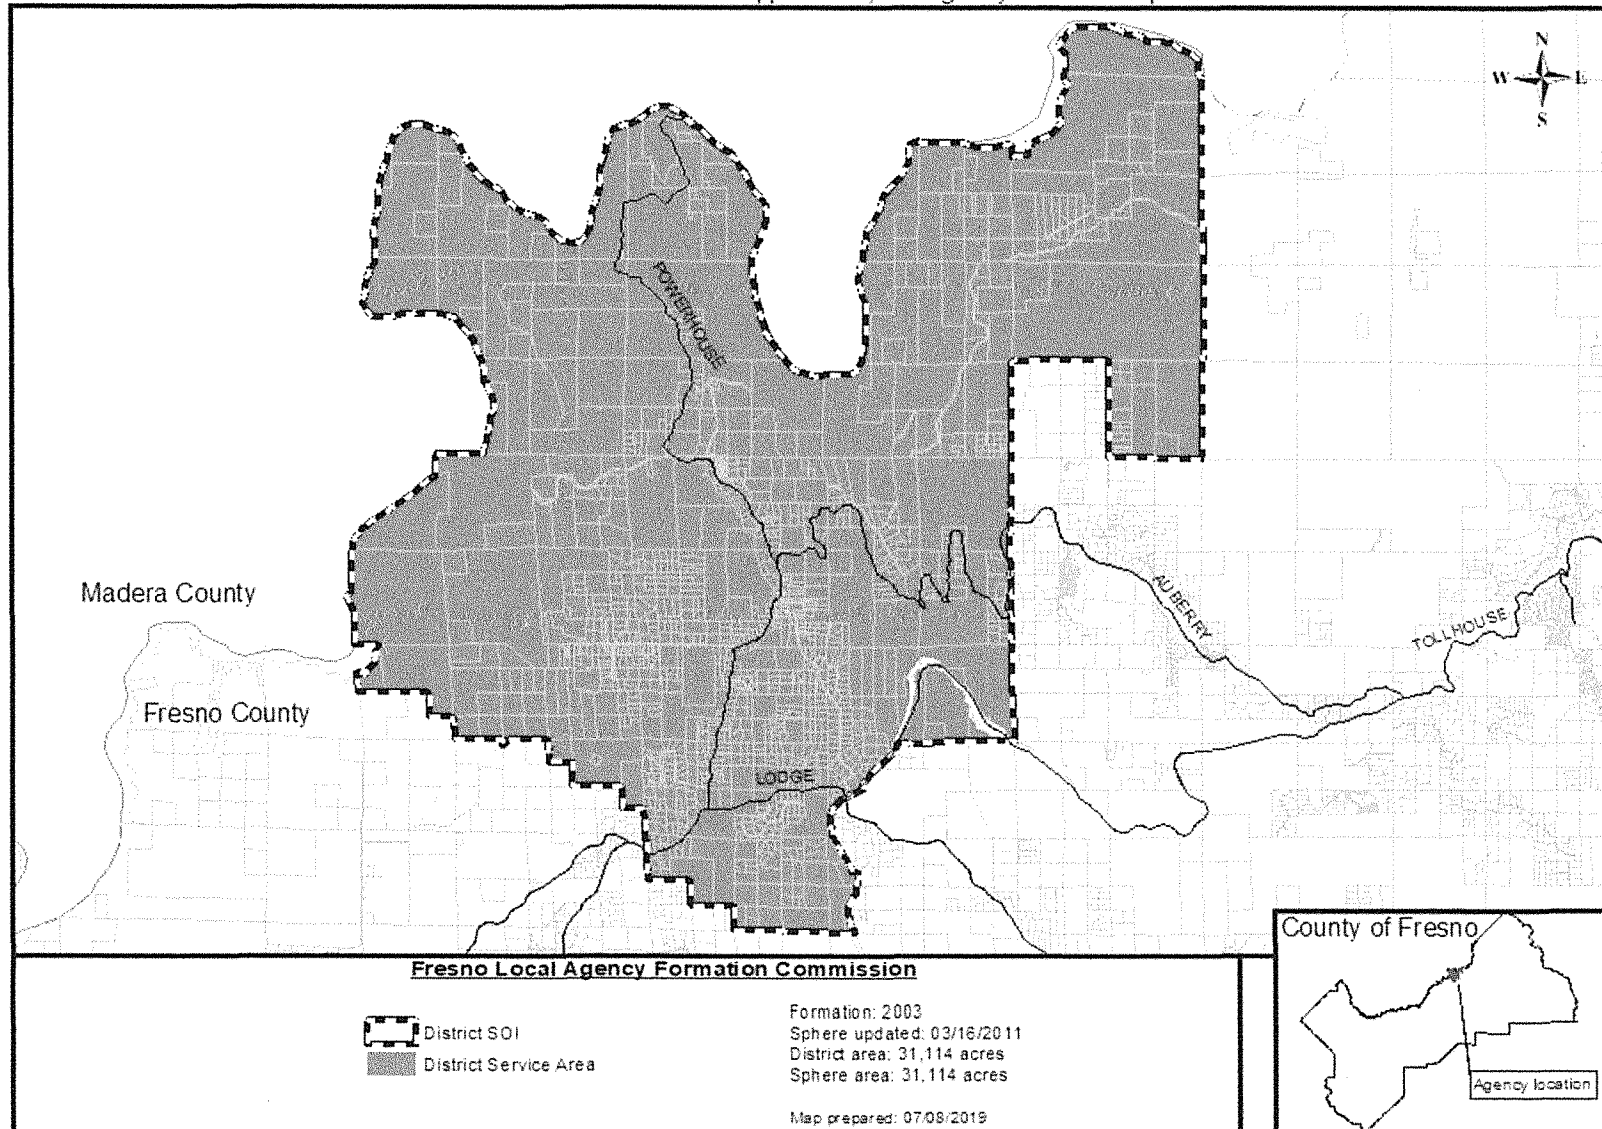 N
W E
S
POWERHOUSE
AUBERRY
TOLLHOUSE
Madera County
Fresno County
LODGE
County of Fresno
Agency location
Fresno Local Agency Formation Commission
District SOI
District Service Area
Formation: 2003
Sphere updated: 03/16/2011
District area: 31,114 acres
Sphere area: 31,114 acres
Map prepared: 07/08/2019